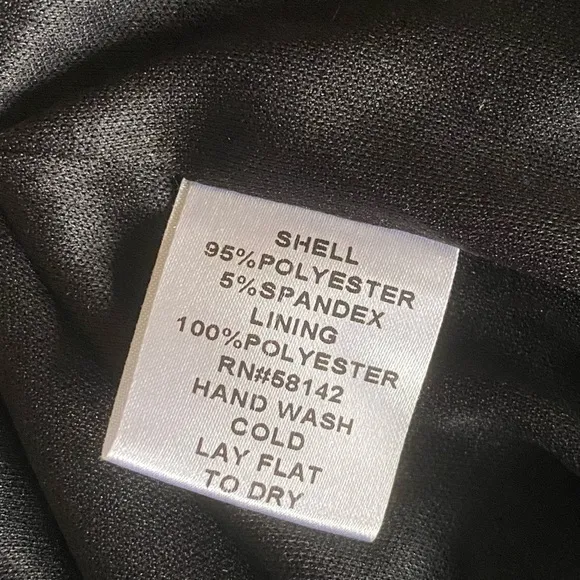 SHELL
95%POLYESTER
5%SPANDEX
LINING
100%POLYESTER
RN#58142
HAND WASH
COLD
LAY FLAT
TO DRY